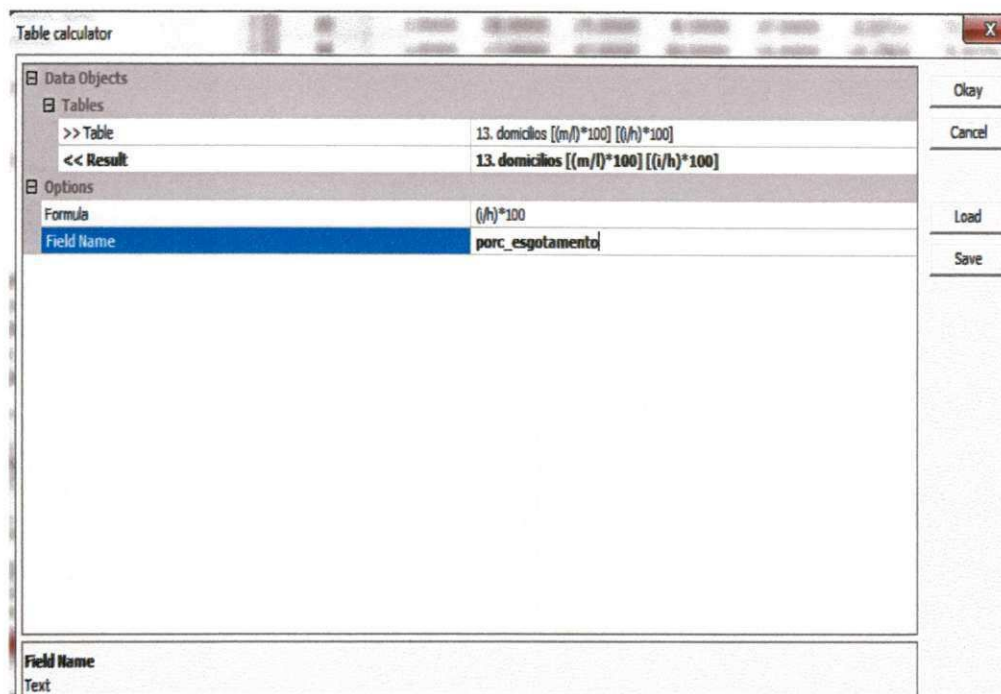 Table calculator
X
Data Objects
Tables
>> Table 13. domicilios [(m/l)*100] [(i/h)*100]
<< Result 13. domicilios [(m/l)*100] [(i/h)*100]
Options
Formula (i/h)*100
Field Name porc_esgotamento
Okay
Cancel
Load
Save
Field Name
Text